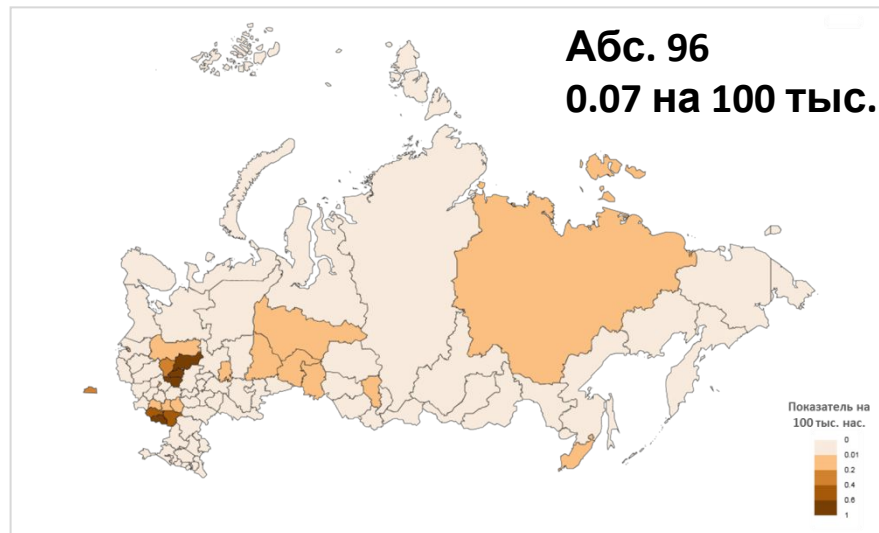 Абс. 96
0.07 на 100 тыс.
Показатель на
100 тыс. нас.
0
0.01
0.2
0.4
0.6
1